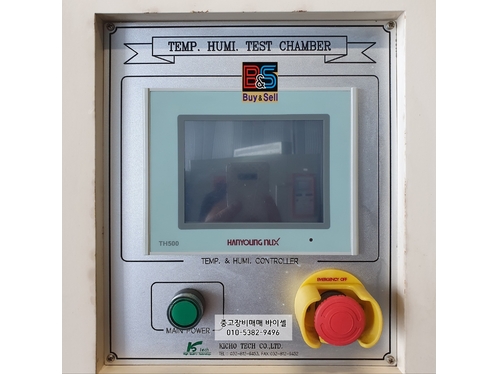 TEMP. HUMI. TEST CHAMBER
B&S
Buy&Sell
TH500
HANYOUNG NUX
TEMP. & HUMI. CONTROLLER
EMERGENCY OFF
중고장비매매 바이셀
010-5382-9496
MAIN POWER
K tech
KICHO TECH CO.,LTD.